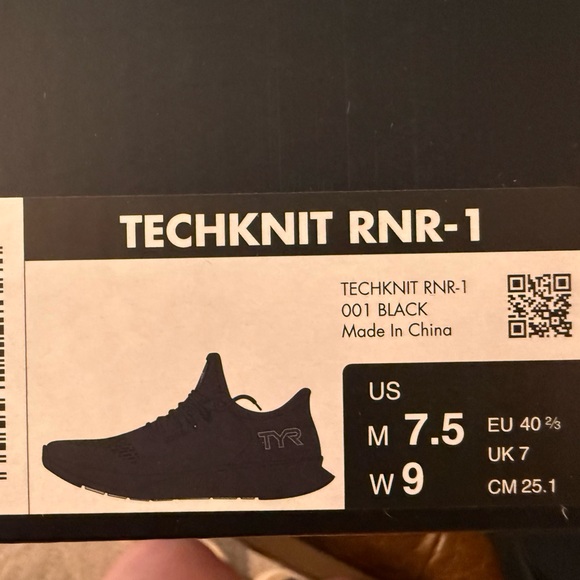 TECHKNIT RNR-1
TECHKNIT RNR-1
001 BLACK
Made In China
TYR
US
M 7.5
W 9
EU 40 ⅔
UK 7
CM 25.1